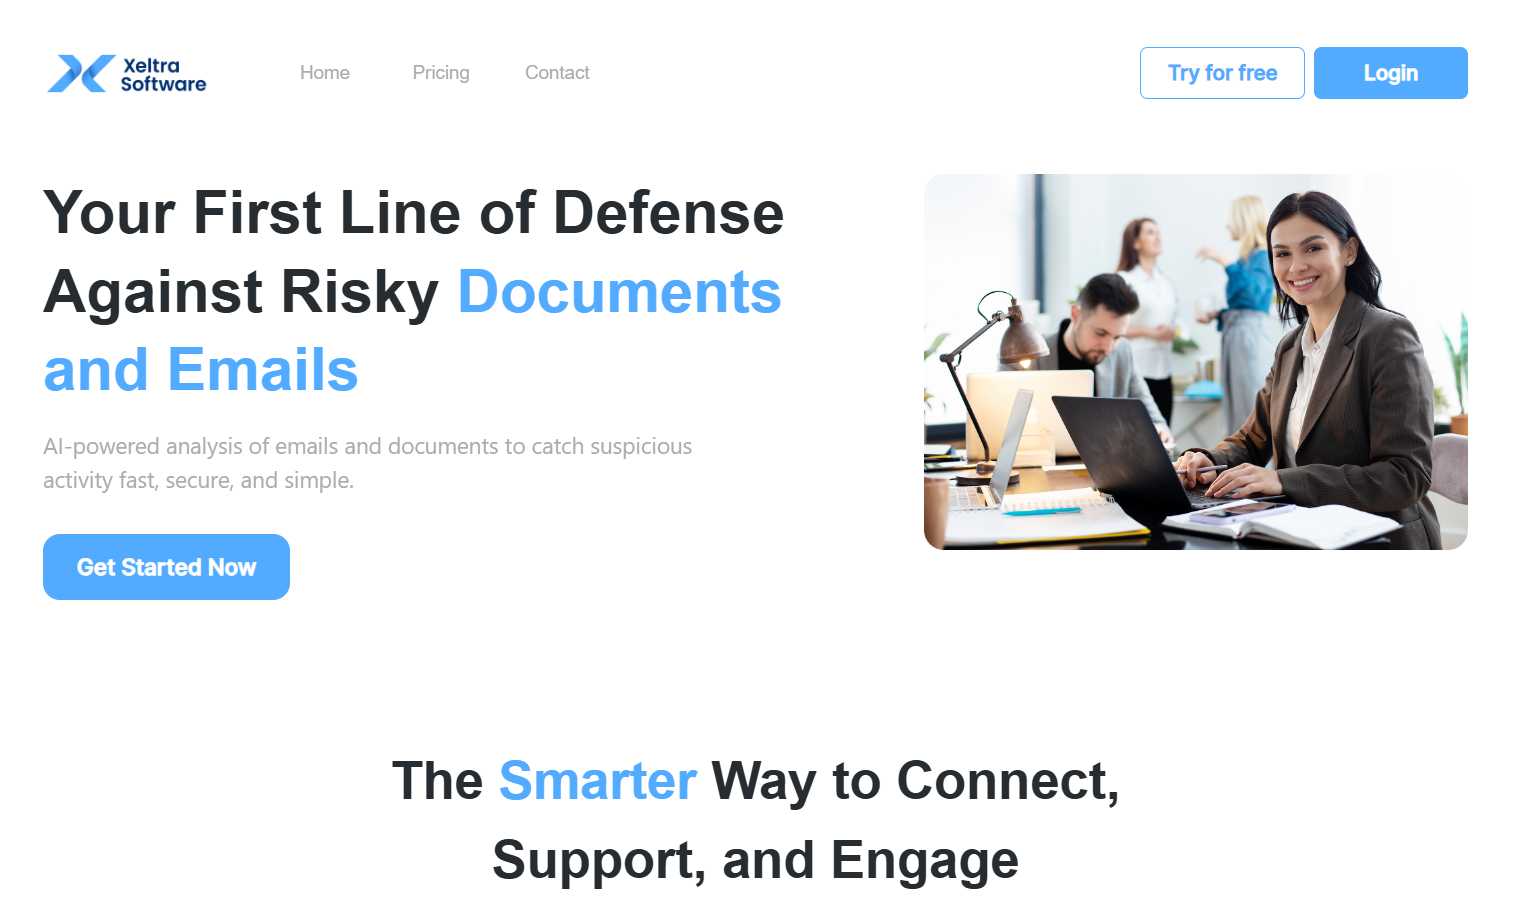 Xeltra
Software
Home
Pricing
Contact
Try for free
Login
Your First Line of Defense
Against Risky Documents
and Emails
AI-powered analysis of emails and documents to catch suspicious
activity fast, secure, and simple.
Get Started Now
The Smarter Way to Connect,
Support, and Engage